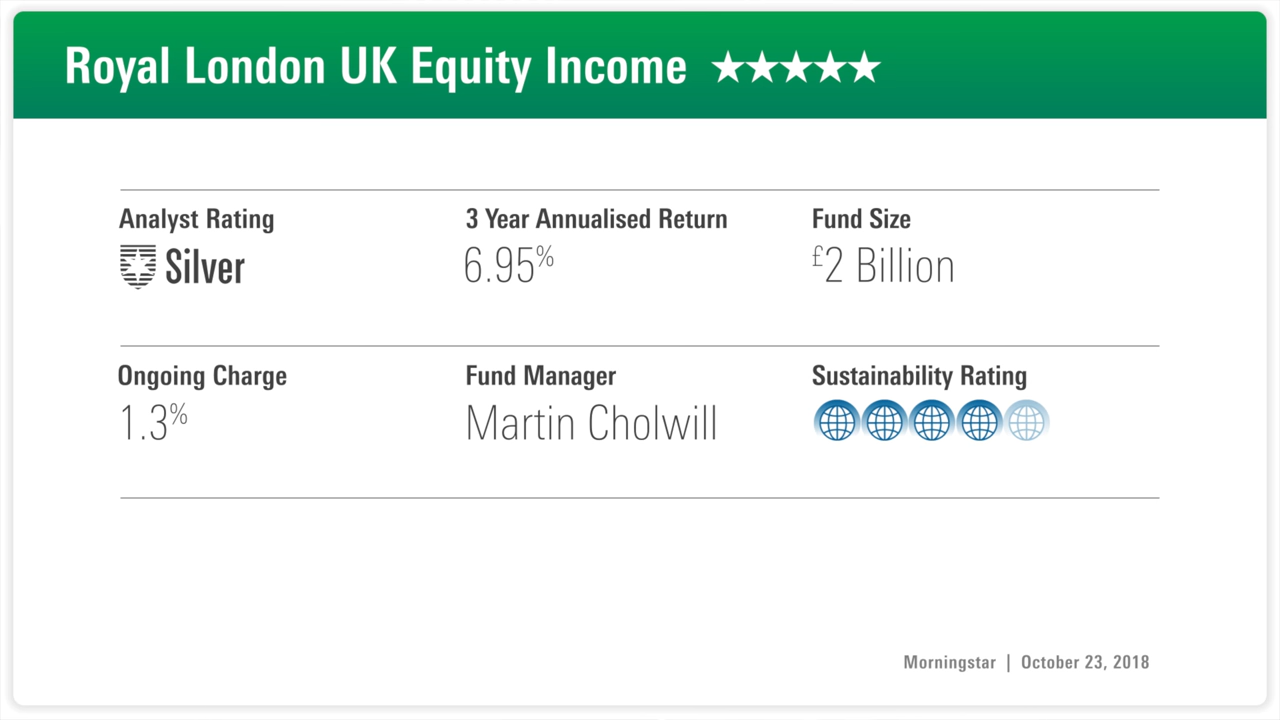 Royal London UK Equity Income ★★★★★
Analyst Rating
Silver
3 Year Annualised Return
6.95%
Fund Size
£2 Billion
Ongoing Charge
1.3%
Fund Manager
Martin Cholwill
Sustainability Rating
Morningstar | October 23, 2018